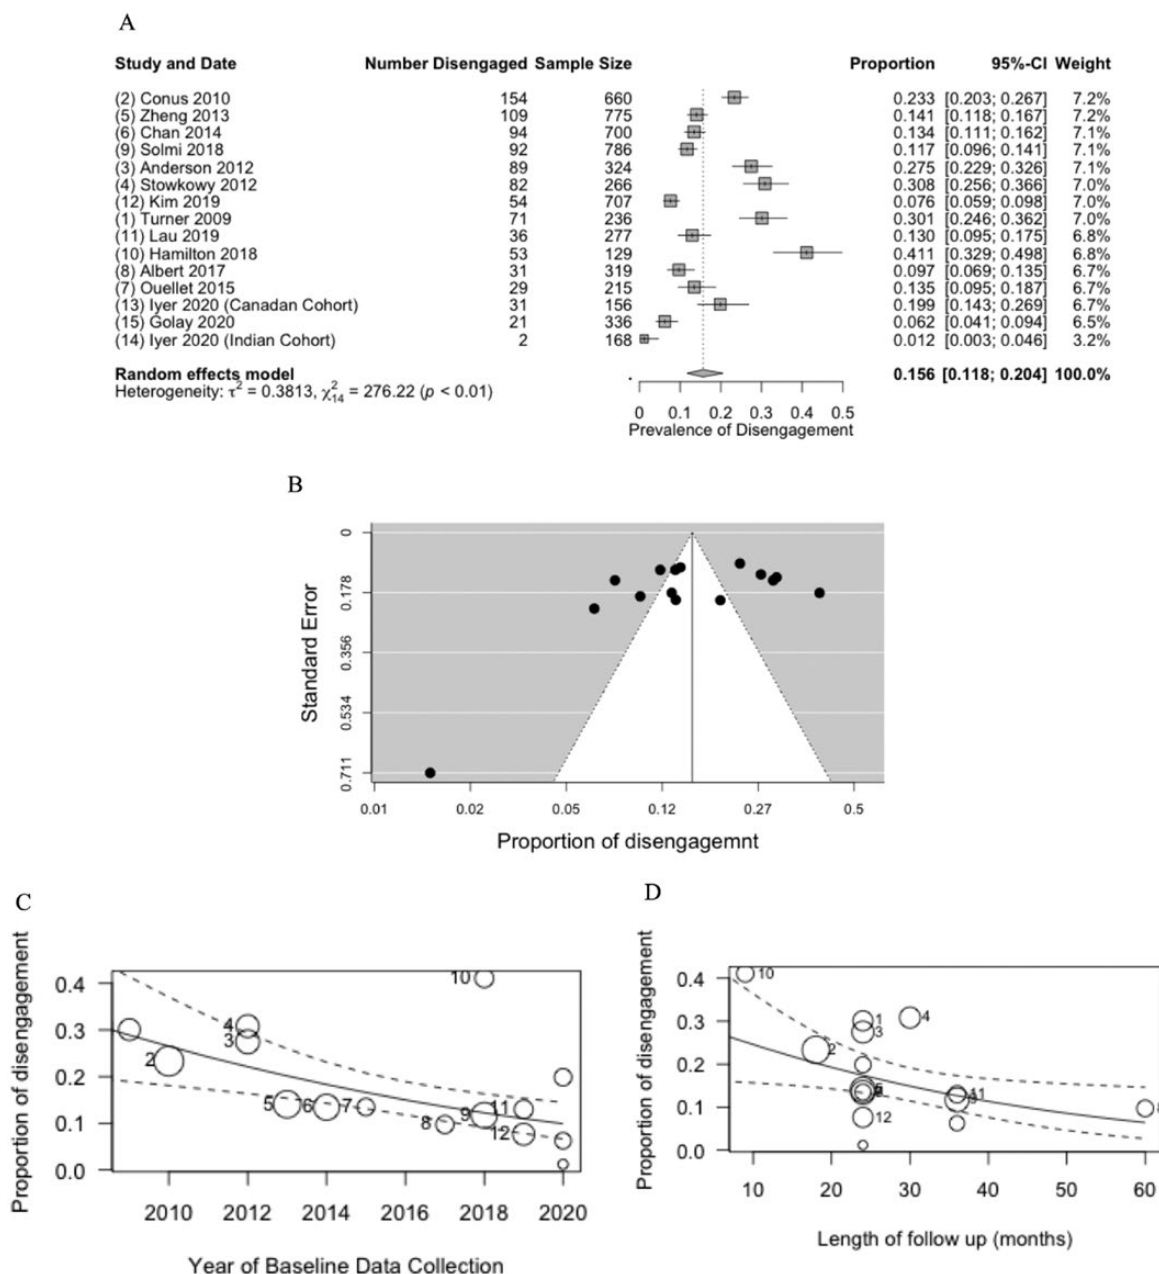 A
Study and Date Number Disengaged Sample Size Proportion 95%-CI Weight
(2) Conus 2010 154 660 0.233 [0.203; 0.267] 7.2%
(5) Zheng 2013 109 775 0.141 [0.118; 0.167] 7.2%
(6) Chan 2014 94 700 0.134 [0.111; 0.162] 7.1%
(9) Solmi 2018 92 786 0.117 [0.096; 0.141] 7.1%
(3) Anderson 2012 89 324 0.275 [0.229; 0.326] 7.1%
(4) Stowkowy 2012 82 266 0.308 [0.256; 0.366] 7.0%
(12) Kim 2019 54 707 0.076 [0.059; 0.098] 7.0%
(1) Turner 2009 71 236 0.301 [0.246; 0.362] 7.0%
(11) Lau 2019 36 277 0.130 [0.095; 0.175] 6.8%
(10) Hamilton 2018 53 129 0.411 [0.329; 0.498] 6.8%
(8) Albert 2017 31 319 0.097 [0.069; 0.135] 6.7%
(7) Ouellet 2015 29 215 0.135 [0.095; 0.187] 6.7%
(13) Iyer 2020 (Canadan Cohort) 31 156 0.199 [0.143; 0.269] 6.7%
(15) Golay 2020 21 336 0.062 [0.041; 0.094] 6.5%
(14) Iyer 2020 (Indian Cohort) 2 168 0.012 [0.003; 0.046] 3.2%
Random effects model 0.156 [0.118; 0.204] 100.0%
Heterogeneity: τ² = 0.3813, χ²₁₄ = 276.22 (p < 0.01)
0 0.1 0.2 0.3 0.4 0.5
Prevalence of Disengagement
B
Standard Error
0
0.178
0.356
0.534
0.711
0.01 0.02 0.05 0.12 0.27 0.5
Proportion of disengagemnt
C
Proportion of disengagement
0.4
0.3
0.2
0.1
0.0
10
4
3
2
5
6
7
8
9
11
12
2010 2012 2014 2016 2018 2020
Year of Baseline Data Collection
D
Proportion of disengagement
0.4
0.3
0.2
0.1
0.0
10
1
3
4
2
11
12
10 20 30 40 50 60
Length of follow up (months)